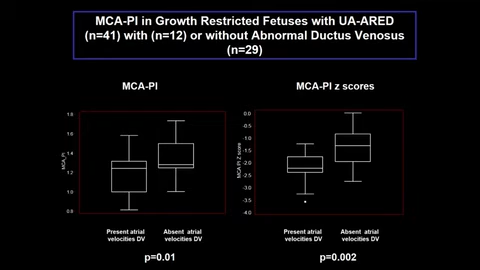 MCA-PI in Growth Restricted Fetuses with UA-ARED
(n=41) with (n=12) or without Abnormal Ductus Venosus
(n=29)
MCA-PI
MCA-PI z scores
MCA_PI
1.8
1.6
1.4
1.2
1.0
0.8
Present atrial
velocities DV
Absent atrial
velocities DV
p=0.01
MCA PI Z score
0.0
-0.5
-1.0
-1.5
-2.0
-2.5
-3.0
-3.5
-4.0
Present atrial
velocities DV
Absent atrial
velocities DV
p=0.002